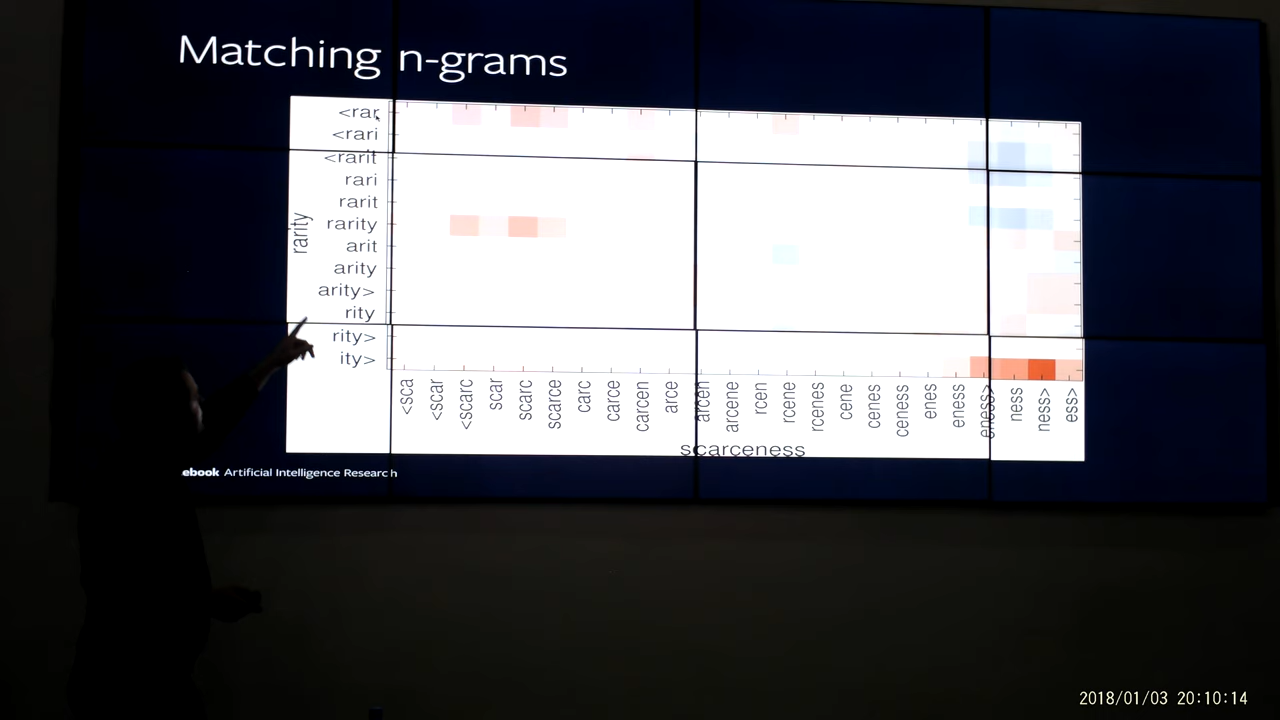 Matching n-grams
<rar
<rari
<rarit
rari
rarit
rarity
arit
arity
arity>
rity
rity>
ity>
rarity
<sca
<scar
<scarc
scar
scarc
scarce
carc
carce
carcen
arce
arcen
arcene
rcen
rcene
rcenes
cene
cenes
ceness
enes
eness
eness>
ness
ness>
ess>
scarceness
ebook Artificial Intelligence Research
2018/01/03 20:10:14